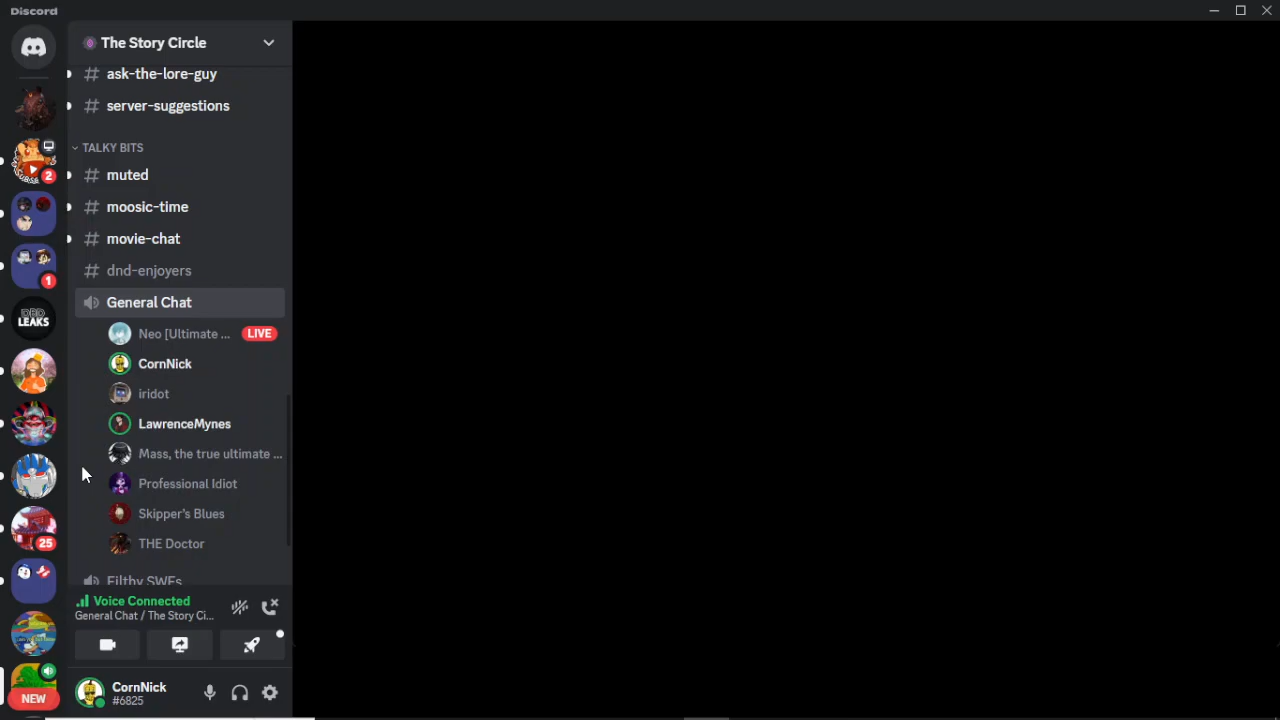 Discord
The Story Circle
ask-the-lore-guy
server-suggestions
TALKY BITS
muted
moosic-time
movie-chat
dnd-enjoyers
General Chat
Neo [Ultimate ... LIVE
CornNick
iridot
LawrenceMynes
Mass, the true ultimate ...
Professional Idiot
Skipper's Blues
THE Doctor
Filthy SWFs
Voice Connected
General Chat / The Story Ci...
CornNick
#6825
2
1
DBD
LEAKS
25
NEW